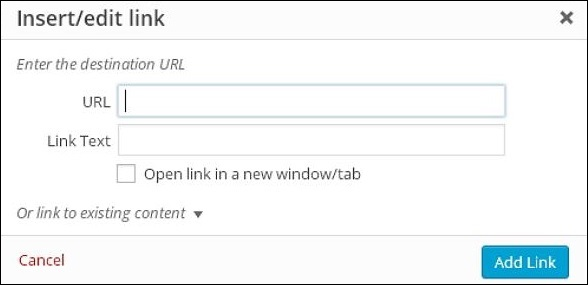 Insert/edit link
Enter the destination URL
URL
Link Text
Open link in a new window/tab
Or link to existing content
Cancel
Add Link